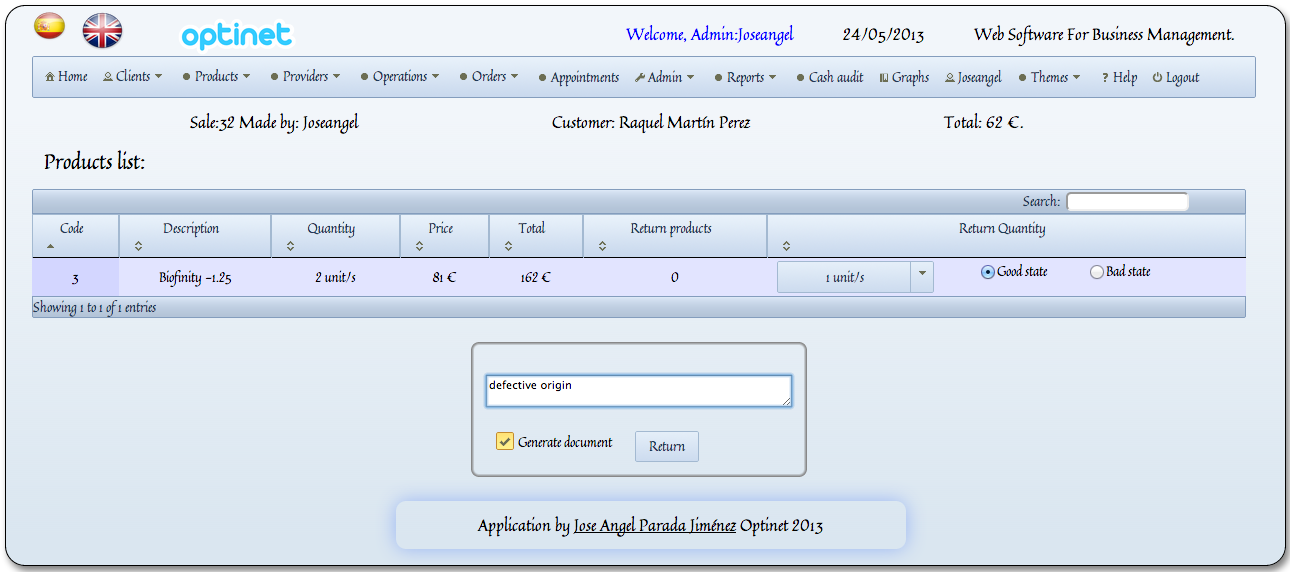 optinet Welcome, Admin:Joseangel 24/05/2013 Web Software For Business Management.
Home Clients Products Providers Operations Orders Appointments Admin Reports Cash audit Graphs Joseangel Themes ? Help Logout
Sale:32 Made by: Joseangel Customer: Raquel Martín Perez Total: 62 €.
Products list:
Search:
Code Description Quantity Price Total Return products Return Quantity
3 Biofinity -1.25 2 unit/s 81 € 162 € 0 1 unit/s Good state Bad state
Showing 1 to 1 of 1 entries
defective origin
Generate document Return
Application by Jose Angel Parada Jiménez Optinet 2013